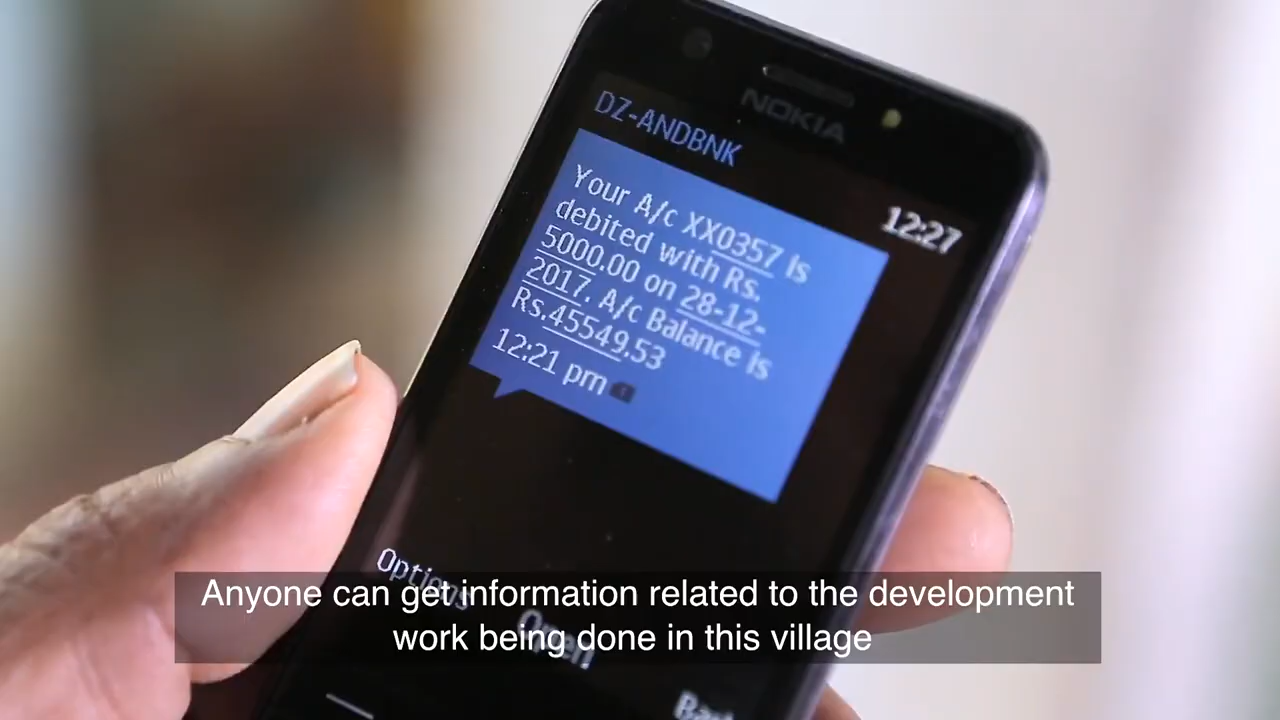 NOKIA
DZ-ANDBNK
12:27
Your A/c XX0357 is
debited with Rs.
5000.00 on 28-12-
2017. A/c Balance is
Rs.45549.53
12:21 pm
Options
Open
Anyone can get information related to the development
work being done in this village